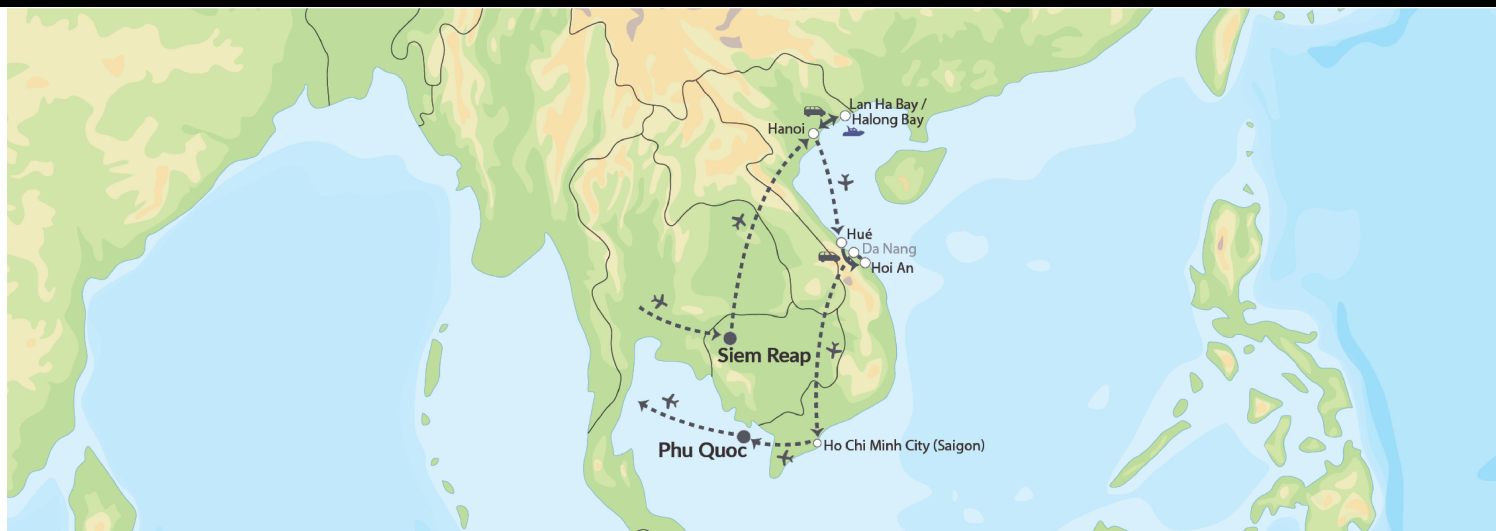 Lan Ha Bay /
Halong Bay
Hanoi
Hué
Da Nang
Hoi An
Siem Reap
Phu Quoc
Ho Chi Minh City (Saigon)